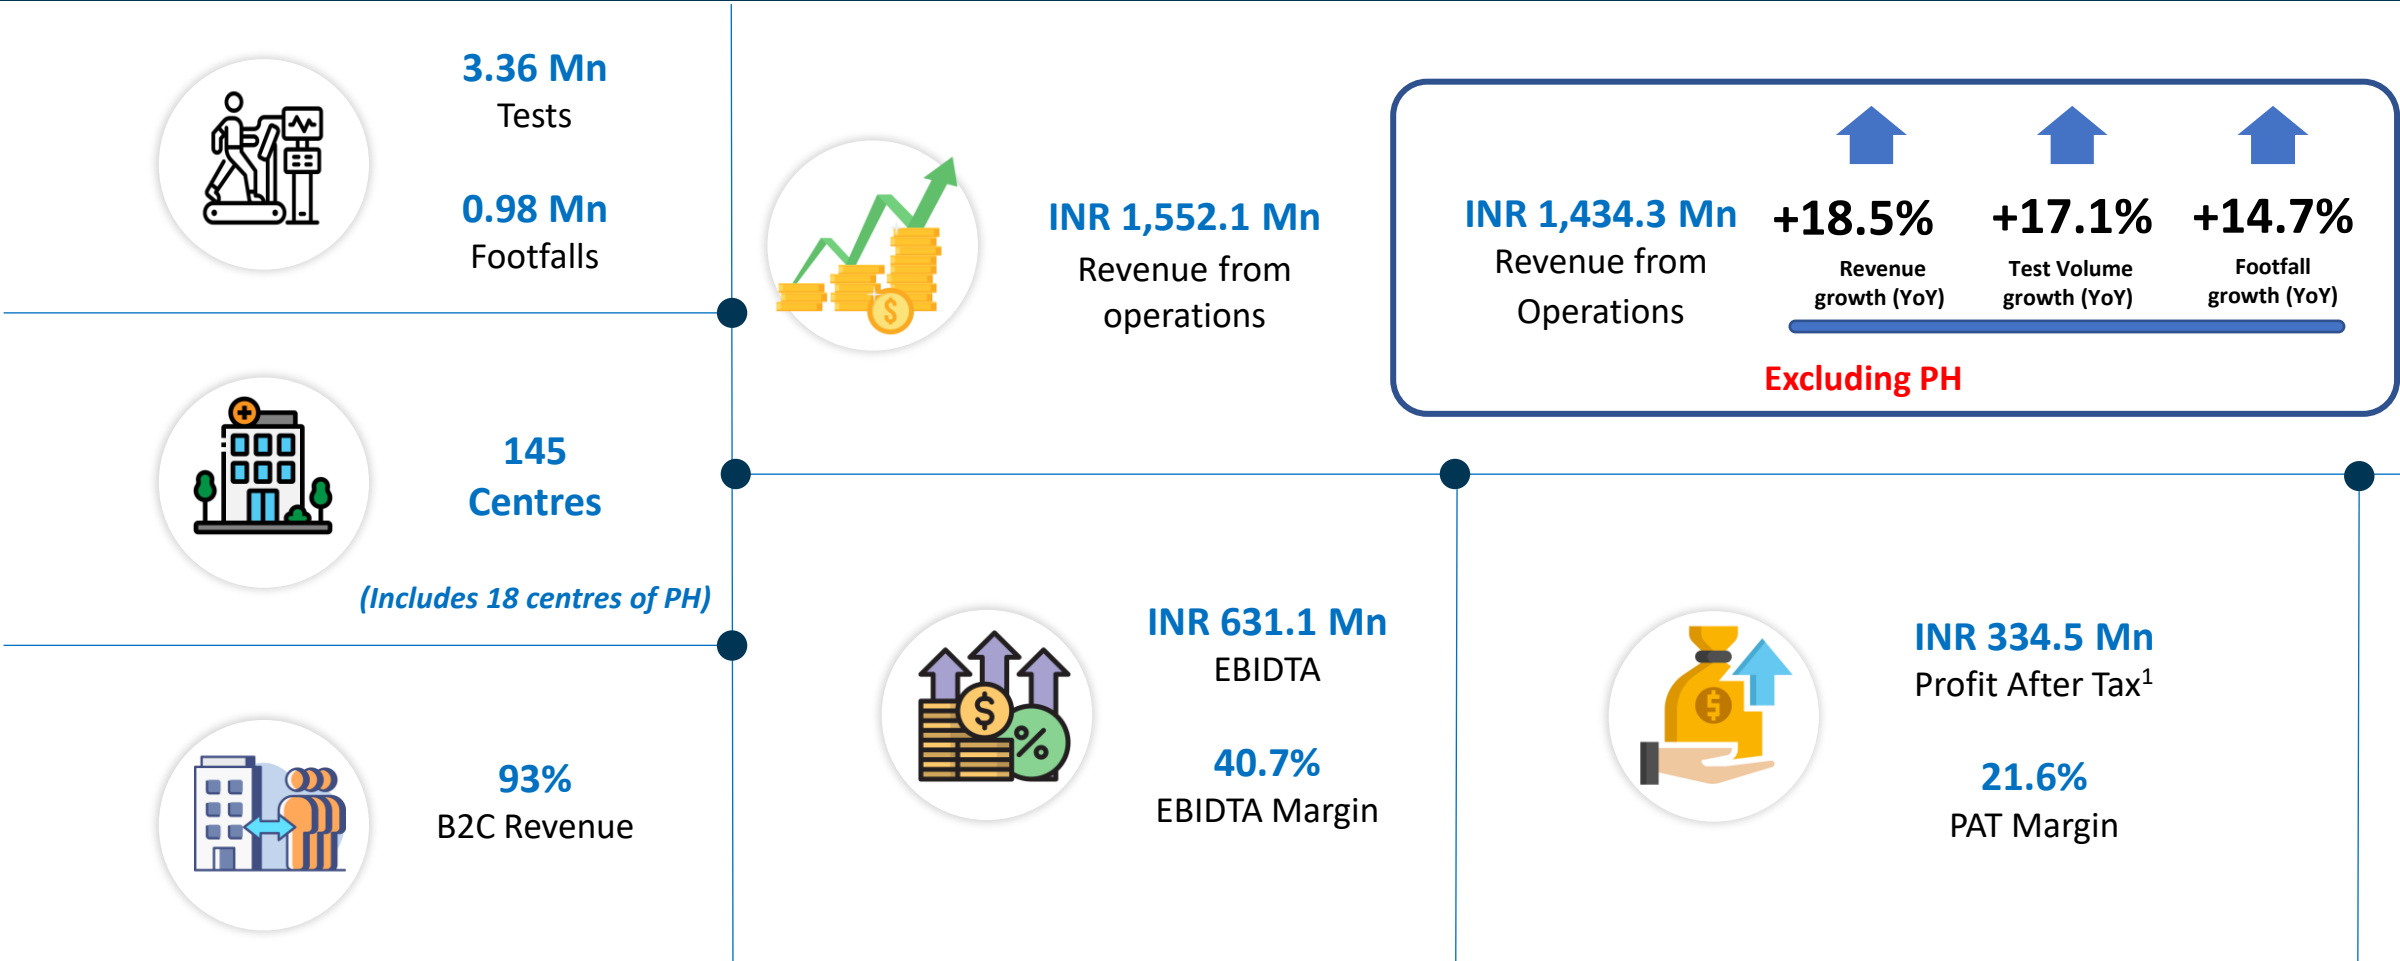 3.36 Mn
Tests
0.98 Mn
Footfalls
145
Centres
(Includes 18 centres of PH)
93%
B2C Revenue
INR 1,552.1 Mn
Revenue from
operations
INR 1,434.3 Mn
Revenue from
Operations
+18.5%
Revenue
growth (YoY)
+17.1%
Test Volume
growth (YoY)
+14.7%
Footfall
growth (YoY)
Excluding PH
INR 631.1 Mn
EBIDTA
40.7%
EBIDTA Margin
INR 334.5 Mn
Profit After Tax¹
21.6%
PAT Margin